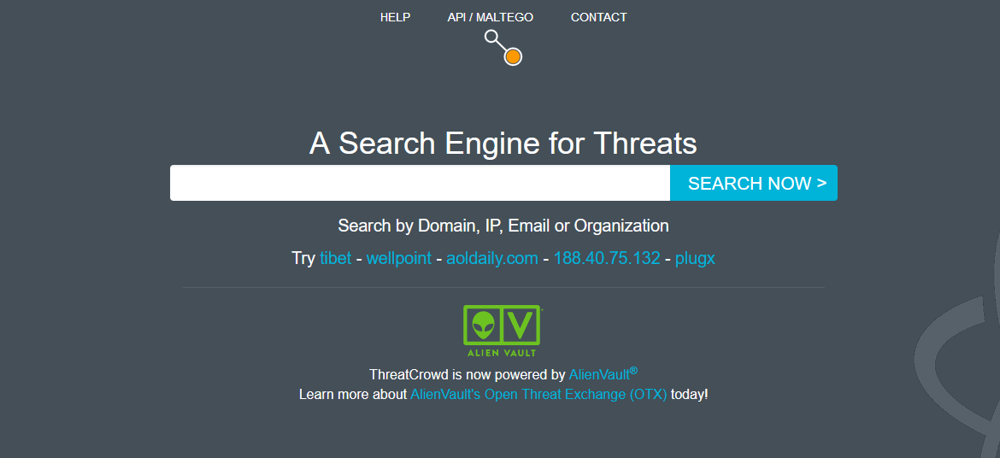 HELP API / MALTEGO CONTACT
A Search Engine for Threats
SEARCH NOW >
Search by Domain, IP, Email or Organization
Try tibet - wellpoint - aoldaily.com - 188.40.75.132 - plugx
V
ALIEN VAULT
ThreatCrowd is now powered by AlienVault®
Learn more about AlienVault's Open Threat Exchange (OTX) today!